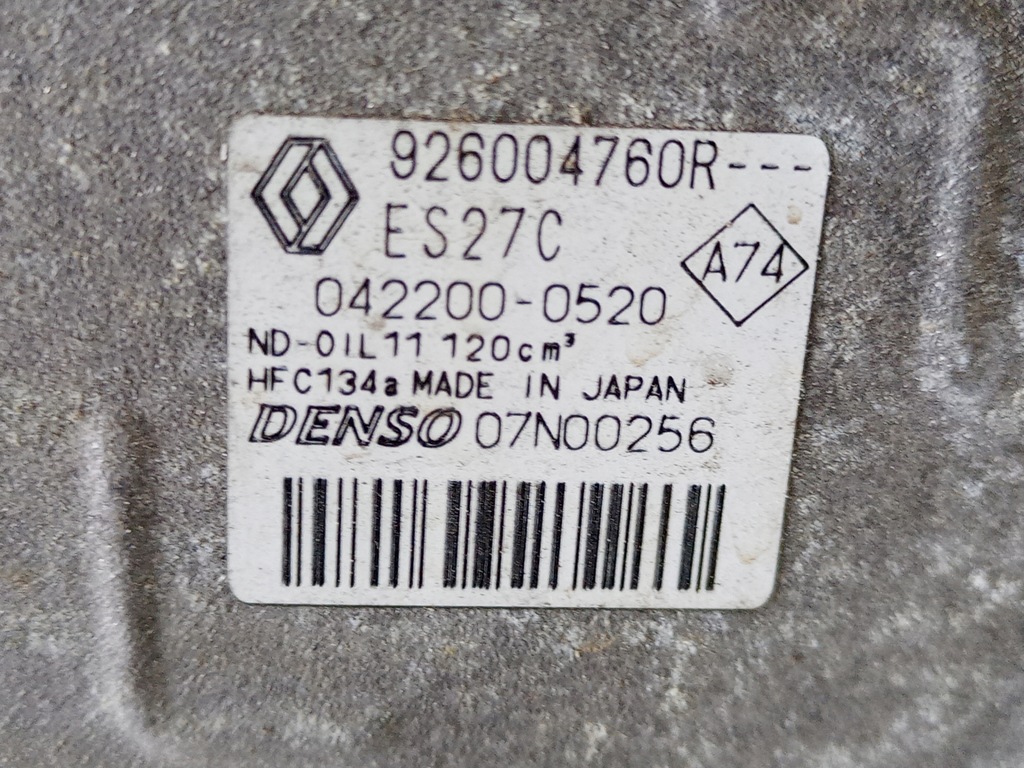 926004760R---
ES27C
A74
042200-0520
ND-OIL11 120cm³
HFC134a MADE IN JAPAN
DENSO 07N00256